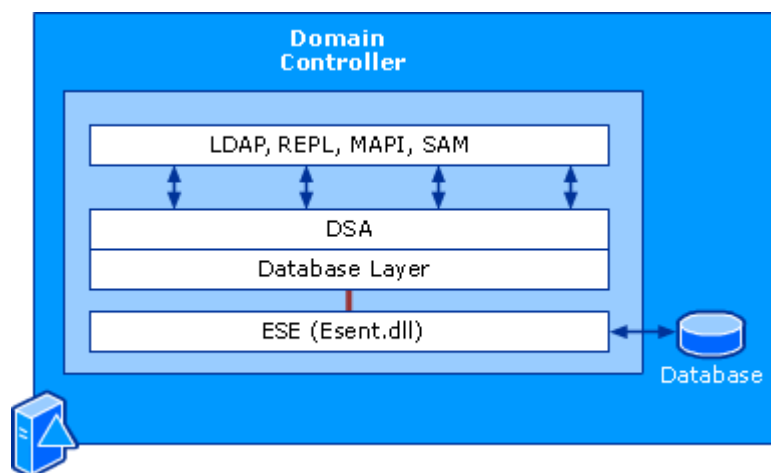 Domain
Controller
LDAP, REPL, MAPI, SAM
DSA
Database Layer
ESE (Esent.dll)
Database